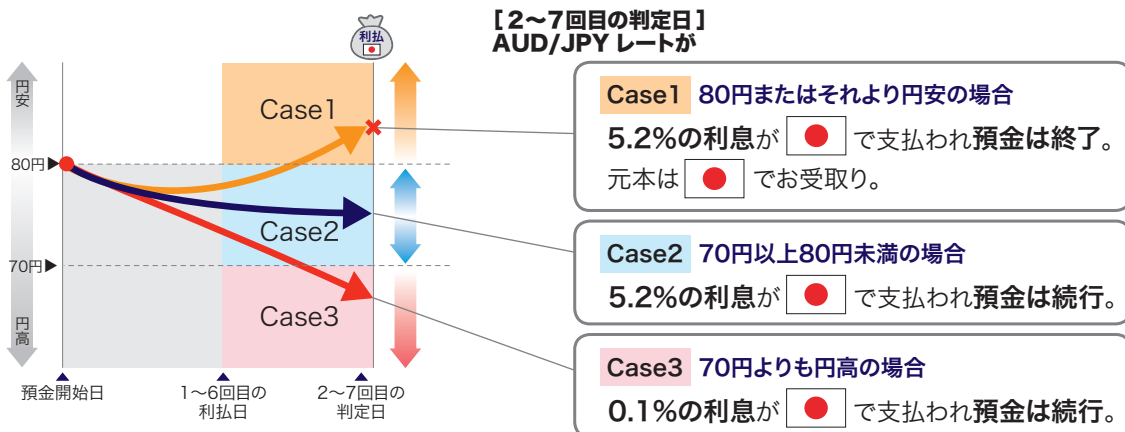 [2〜7回目の判定日]
AUD/JPY レートが
利払
円安
80円
70円
円高
Case1
Case2
Case3
預金開始日
1〜6回目の
利払日
2〜7回目の
判定日
Case1 80円またはそれより円安の場合
5.2%の利息が で支払われ預金は終了。
元本は でお受取り。
Case2 70円以上80円未満の場合
5.2%の利息が で支払われ預金は続行。
Case3 70円よりも円高の場合
0.1%の利息が で支払われ預金は続行。